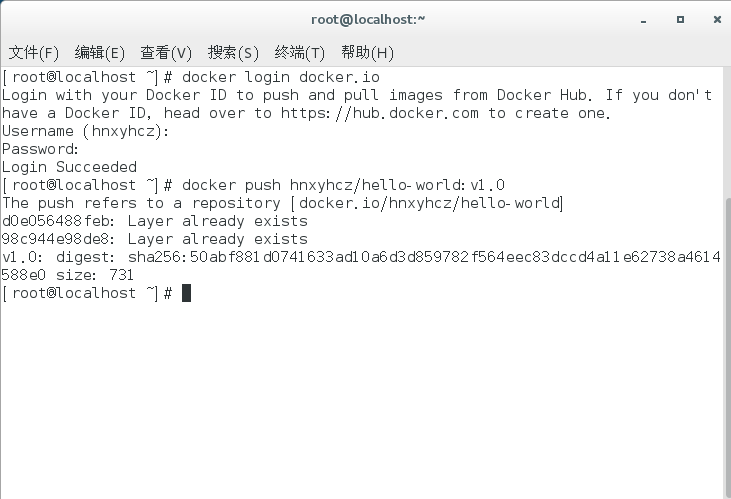 root@localhost:~
文件(F) 编辑(E) 查看(V) 搜索(S) 终端(T) 帮助(H)
[root@localhost ~]# docker login docker.io
Login with your Docker ID to push and pull images from Docker Hub. If you don't
have a Docker ID, head over to https://hub.docker.com to create one.
Username (hnxyhcz):
Password:
Login Succeeded
[root@localhost ~]# docker push hnxyhcz/hello-world:v1.0
The push refers to a repository [docker.io/hnxyhcz/hello-world]
d0e056488feb: Layer already exists
98c944e98de8: Layer already exists
v1.0: digest: sha256:50abf881d0741633ad10a6d3d859782f564eec83dccd4a11e62738a4614
588e0 size: 731
[root@localhost ~]#